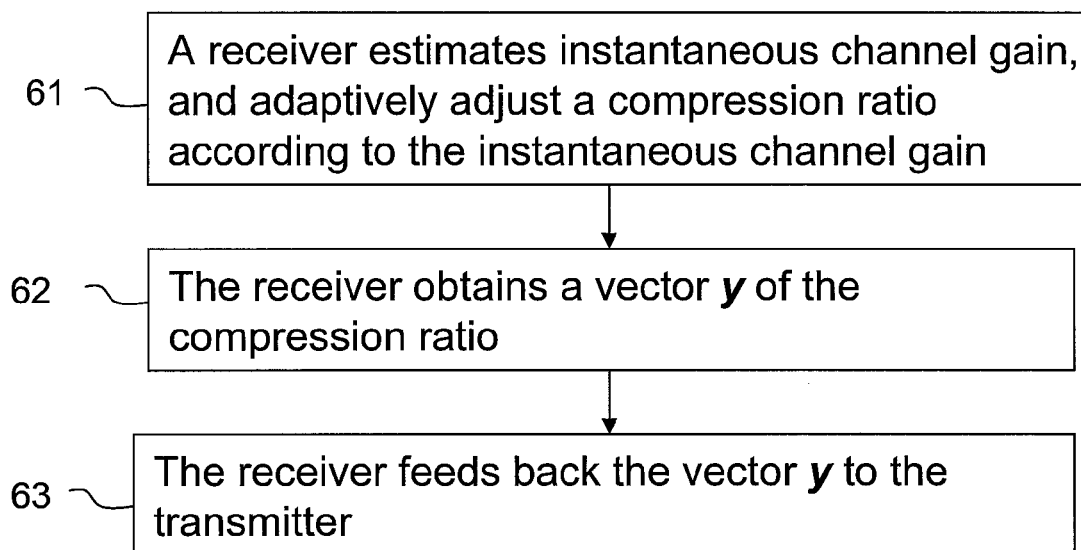 61
A receiver estimates instantaneous channel gain,
and adaptively adjust a compression ratio
according to the instantaneous channel gain
62
The receiver obtains a vector y of the
compression ratio
63
The receiver feeds back the vector y to the
transmitter